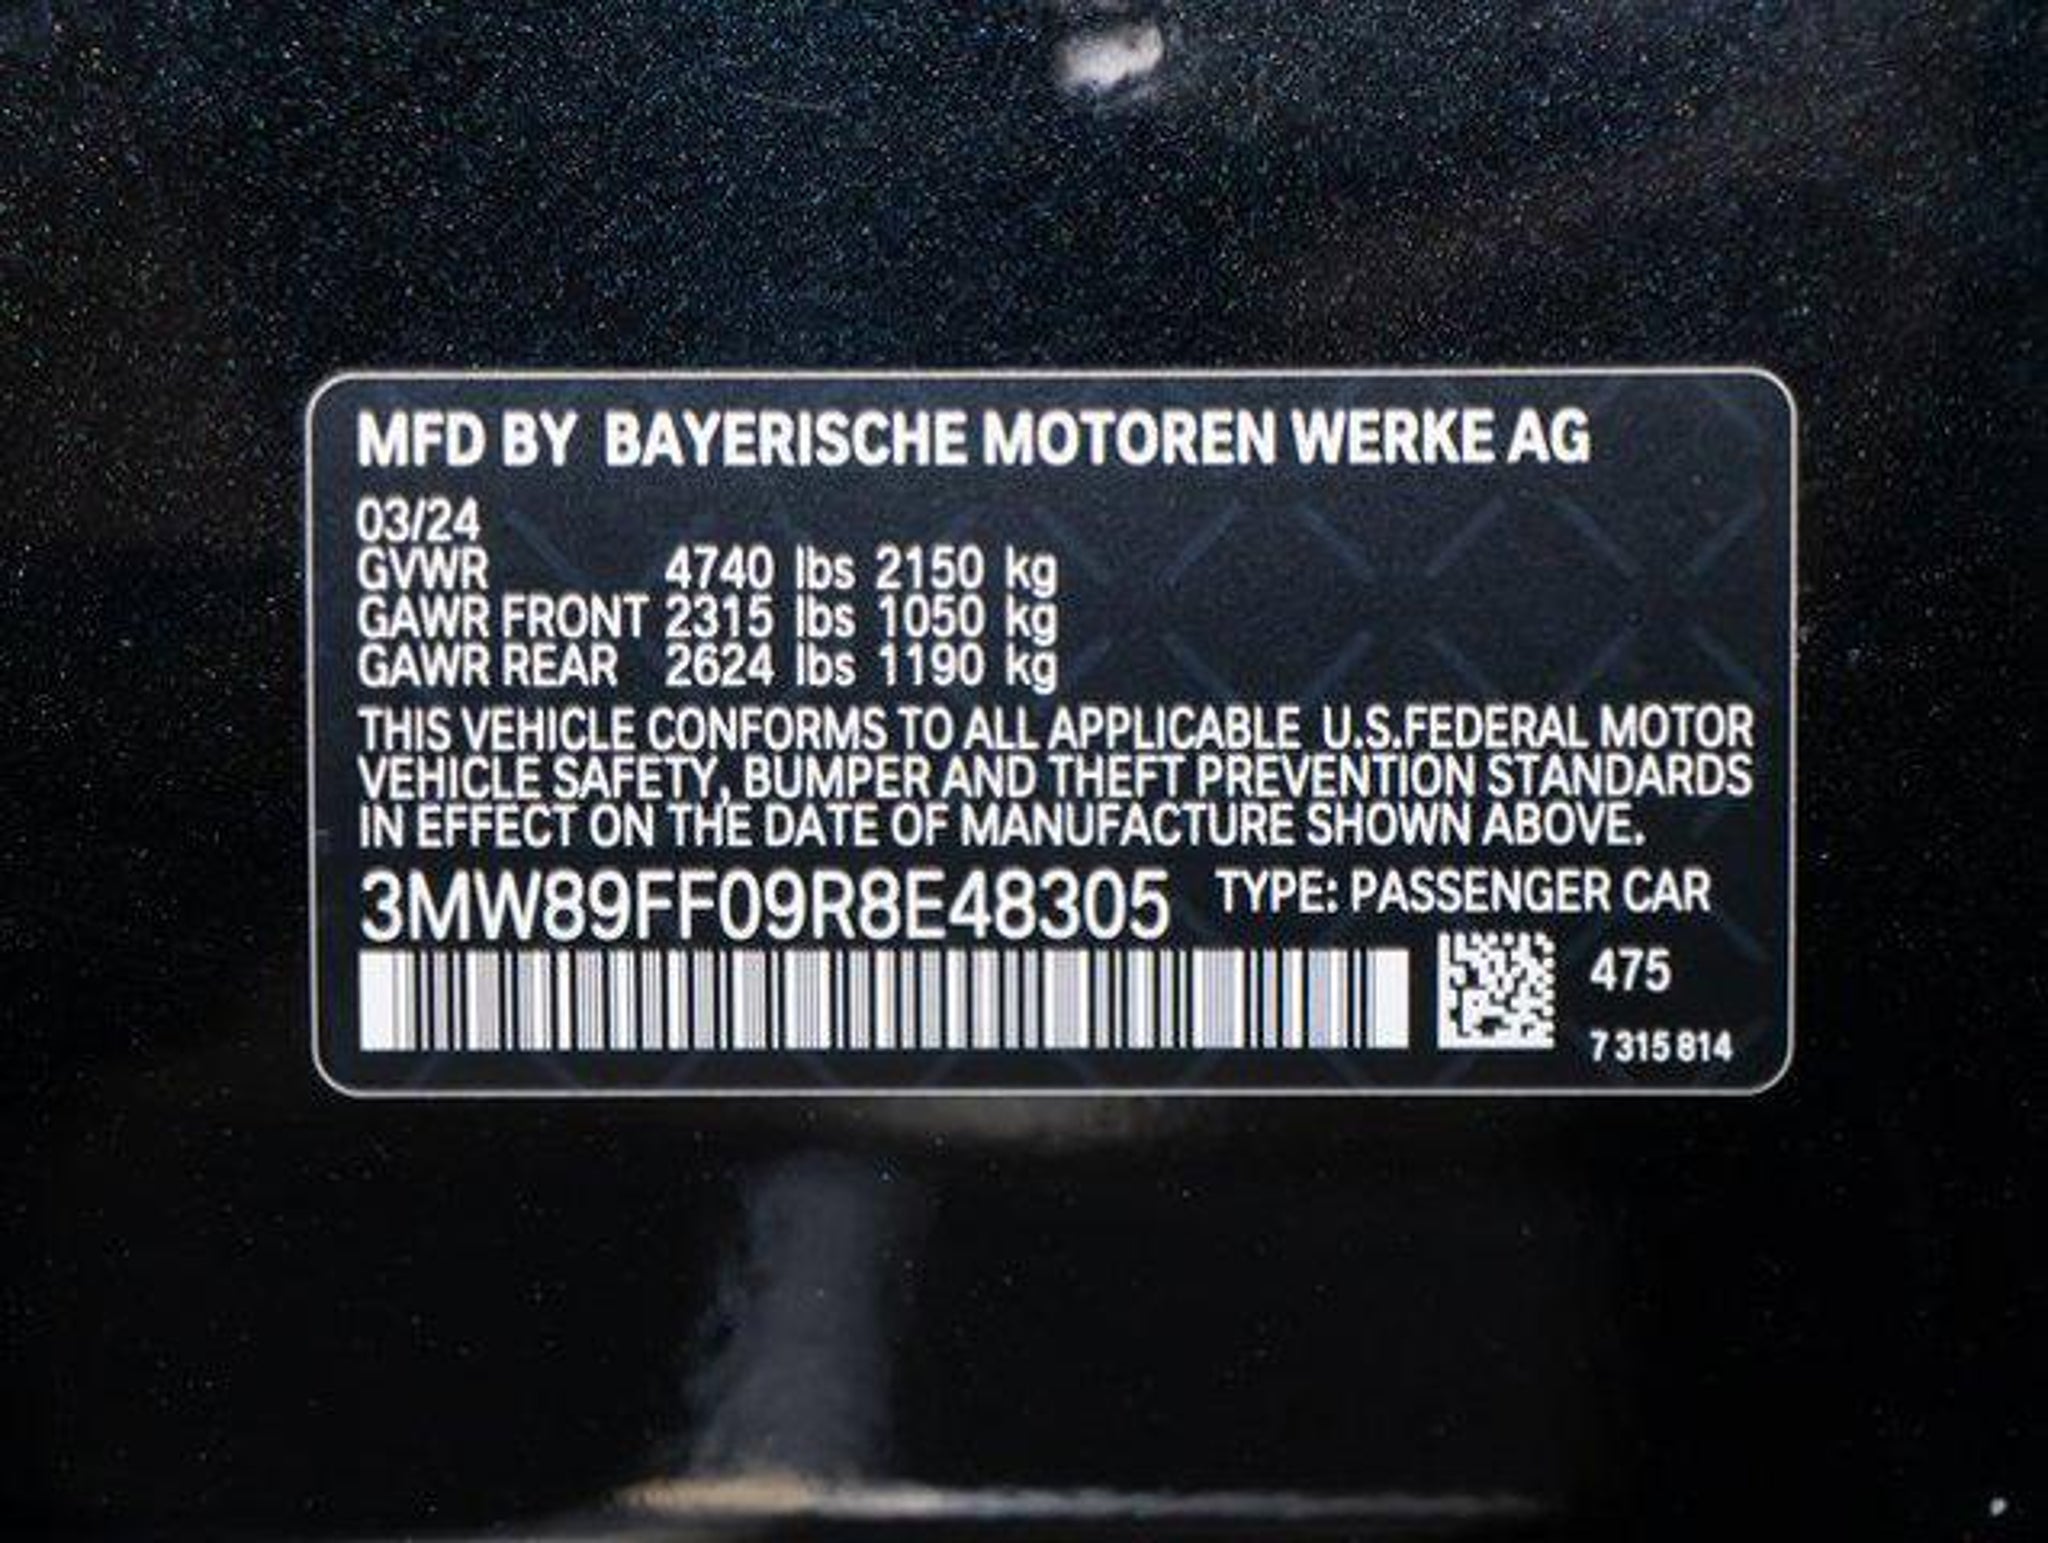 MFD BY BAYERISCHE MOTOREN WERKE AG
03/24
GVWR 4740 lbs 2150 kg
GAWR FRONT 2315 lbs 1050 kg
GAWR REAR 2624 lbs 1190 kg
THIS VEHICLE CONFORMS TO ALL APPLICABLE U.S.FEDERAL MOTOR
VEHICLE SAFETY, BUMPER AND THEFT PREVENTION STANDARDS
IN EFFECT ON THE DATE OF MANUFACTURE SHOWN ABOVE.
3MW89FF09R8E48305 TYPE: PASSENGER CAR
475
7 315 814